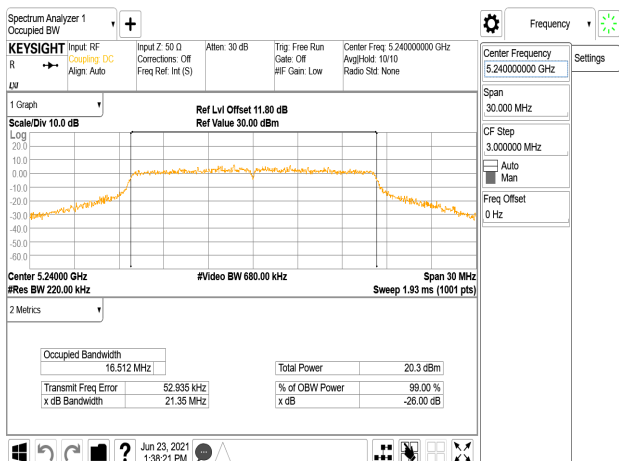 Spectrum Analyzer 1
Occupied BW
Frequency
KEYSIGHT
R
LXI
Input: RF
Coupling: DC
Align: Auto
Input Z: 50 Ω
Corrections: Off
Freq Ref: Int (S)
Atten: 30 dB
Trig: Free Run
Gate: Off
#IF Gain: Low
Center Freq: 5.240000000 GHz
Avg|Hold: 10/10
Radio Std: None
Center Frequency
5.240000000 GHz
Settings
Span
30.000 MHz
CF Step
3.000000 MHz
Auto
Man
Freq Offset
0 Hz
1 Graph
Ref Lvl Offset 11.80 dB
Scale/Div 10.0 dB
Ref Value 30.00 dBm
Log
20.0
10.0
0.00
-10.0
-20.0
-30.0
-40.0
-50.0
-60.0
Center 5.24000 GHz
#Video BW 680.00 kHz
Span 30 MHz
#Res BW 220.00 kHz
Sweep 1.93 ms (1001 pts)
2 Metrics
Occupied Bandwidth
16.512 MHz
Total Power 20.3 dBm
Transmit Freq Error 52.935 kHz
% of OBW Power 99.00 %
x dB Bandwidth 21.35 MHz
x dB -26.00 dB
?
Jun 23, 2021
1:38:21 PM